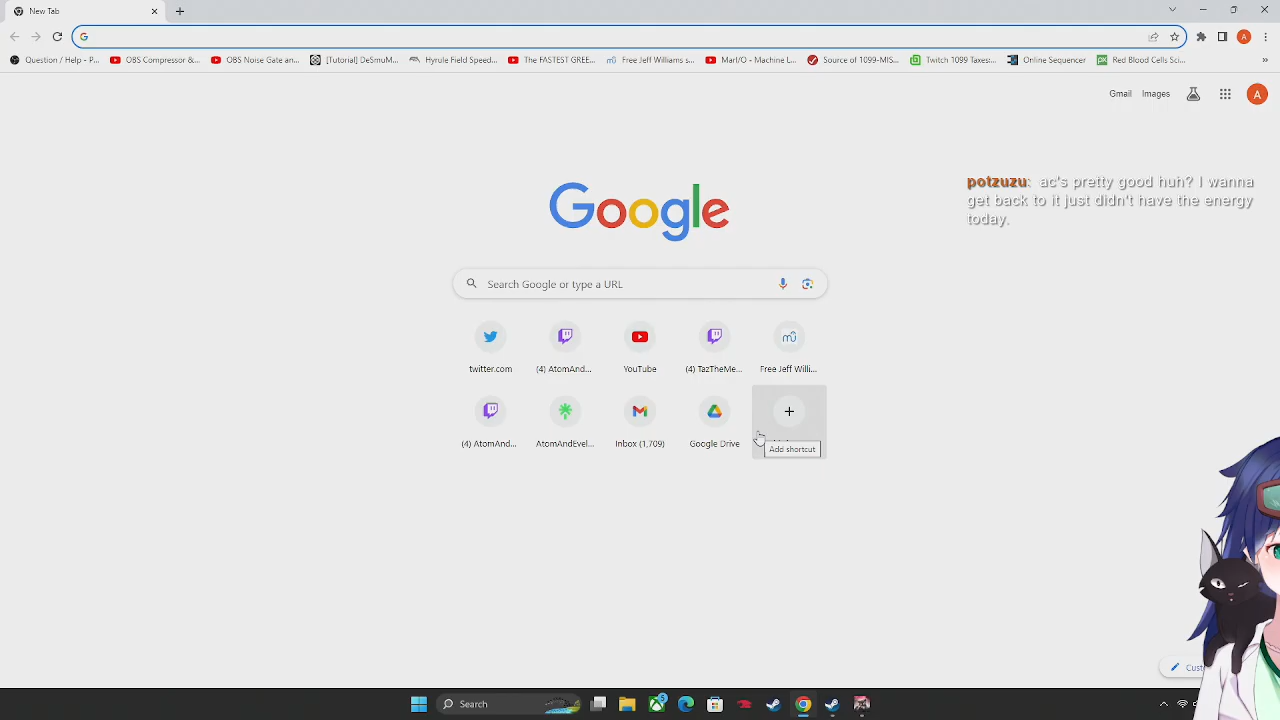 New Tab
Question / Help - P...
OBS Compressor &...
OBS Noise Gate an...
[Tutorial] DeSmuM...
Hyrule Field Speed...
The FASTEST GREE...
Free Jeff Williams s...
MarI/O - Machine L...
Source of 1099-MIS...
Twitch 1099 Taxes:...
Online Sequencer
Red Blood Cells Sci...
Gmail Images
A
A
potzuzu: ac's pretty good huh? I wanna
get back to it just didn't have the energy
today.
Google
Search Google or type a URL
twitter.com
(4) AtomAnd...
YouTube
(4) TazTheMe...
Free Jeff Willi...
(4) AtomAnd...
AtomAndEvel...
Inbox (1,709)
Google Drive
Add shortcut
Search
5